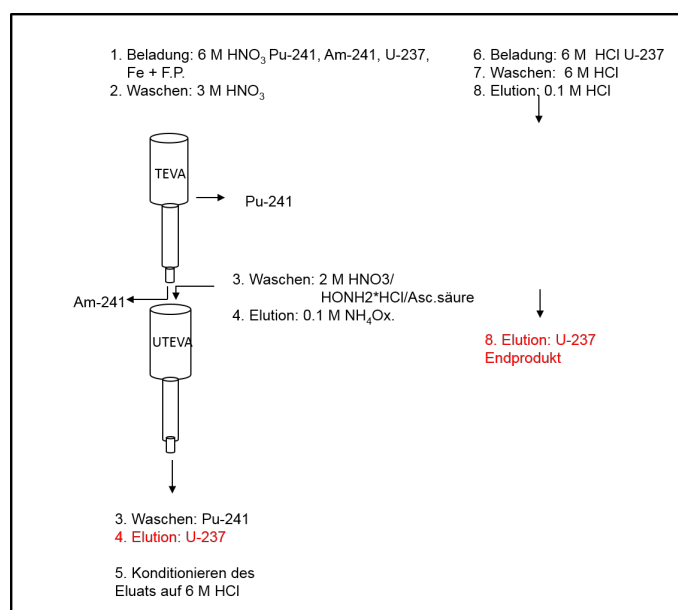 1. Beladung: 6 M HNO3 Pu-241, Am-241, U-237,
Fe + F.P.
2. Waschen: 3 M HNO3
TEVA
Pu-241
Am-241
3. Waschen: 2 M HNO3/
HONH2*HCl/Asc.säure
4. Elution: 0.1 M NH4Ox.
UTEVA
3. Waschen: Pu-241
4. Elution: U-237
5. Konditionieren des
Eluats auf 6 M HCl
6. Beladung: 6 M HCl U-237
7. Waschen: 6 M HCl
8. Elution: 0.1 M HCl
8. Elution: U-237
Endprodukt